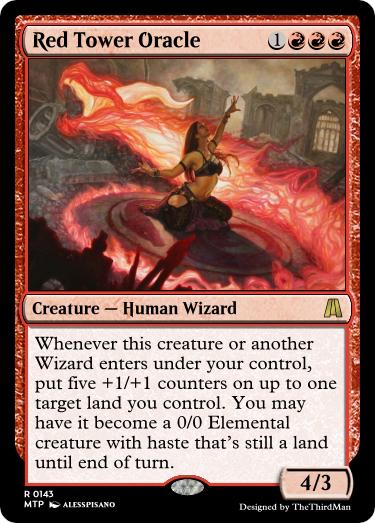 Red Tower Oracle 1
Creature — Human Wizard
Whenever this creature or another
Wizard enters under your control,
put five +1/+1 counters on up to one
target land you control. You may
have it become a 0/0 Elemental
creature with haste that's still a land
until end of turn.
4/3
R 0143
MTP ALESSPISANO
Designed by TheThirdMan